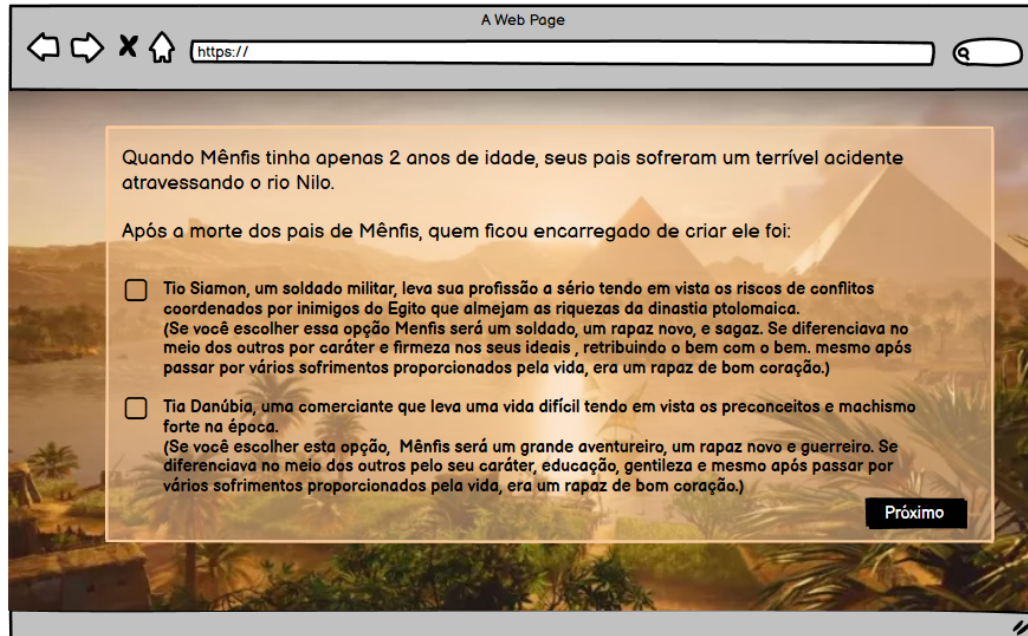 A Web Page
https://
Quando Mênfis tinha apenas 2 anos de idade, seus pais sofreram um terrível acidente
atravessando o rio Nilo.
Após a morte dos pais de Mênfis, quem ficou encarregado de criar ele foi:
Tio Siamon, um soldado militar, leva sua profissão a sério tendo em vista os riscos de conflitos
coordenados por inimigos do Egito que almejam as riquezas da dinastia ptolomaica.
(Se você escolher essa opção Menfis será um soldado, um rapaz novo, e sagaz. Se diferenciava no
meio dos outros por caráter e firmeza nos seus ideais , retribuindo o bem com o bem. mesmo após
passar por vários sofrimentos proporcionados pela vida, era um rapaz de bom coração.)
Tia Danúbia, uma comerciante que leva uma vida difícil tendo em vista os preconceitos e machismo
forte na época.
(Se você escolher esta opção,  Mênfis será um grande aventureiro, um rapaz novo e guerreiro. Se
diferenciava no meio dos outros pelo seu caráter, educação, gentileza e mesmo após passar por
vários sofrimentos proporcionados pela vida, era um rapaz de bom coração.)
Próximo